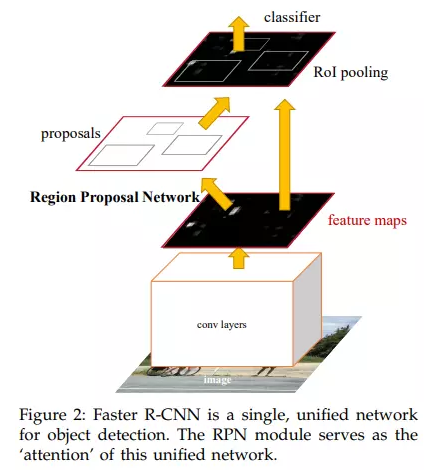 classifier
RoI pooling
proposals
Region Proposal Network
feature maps
conv layers
image
Figure 2: Faster R-CNN is a single, unified network
for object detection. The RPN module serves as the
‘attention’ of this unified network.